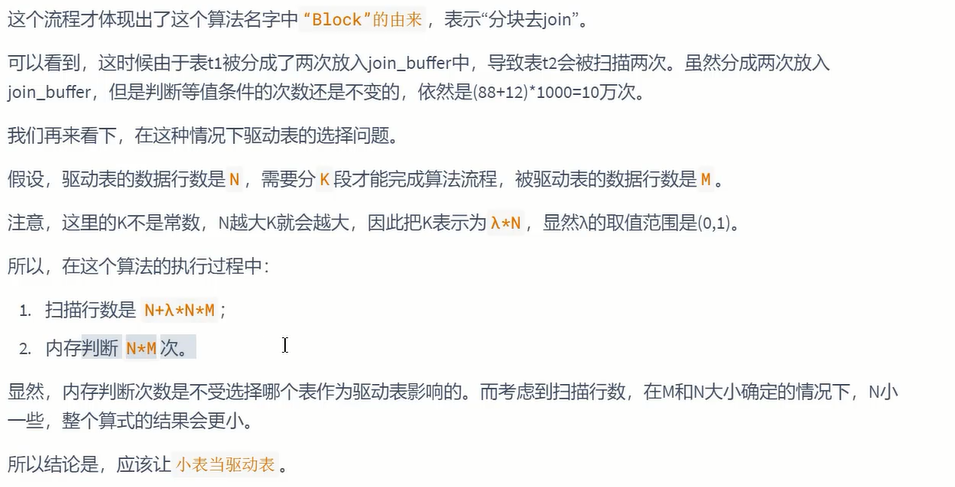 这个流程才体现出了这个算法名字中“Block”的由来，表示“分块去join”。
可以看到，这时候由于表t1被分成了两次放入join_buffer中，导致表t2会被扫描两次。虽然分成两次放入
join_buffer，但是判断等值条件的次数还是不变的，依然是(88+12)*1000=10万次。
我们再来看下，在这种情况下驱动表的选择问题。
假设，驱动表的数据行数是N，需要分K段才能完成算法流程，被驱动表的数据行数是M。
注意，这里的K不是常数，N越大K就会越大，因此把K表示为λ*N，显然λ的取值范围是(0,1)。
所以，在这个算法的执行过程中：
1. 扫描行数是 N+λ*N*M；
2. 内存判断 N*M次。
显然，内存判断次数是不受选择哪个表作为驱动表影响的。而考虑到扫描行数，在M和N大小确定的情况下，N小
一些，整个算式的结果会更小。
所以结论是，应该让小表当驱动表。